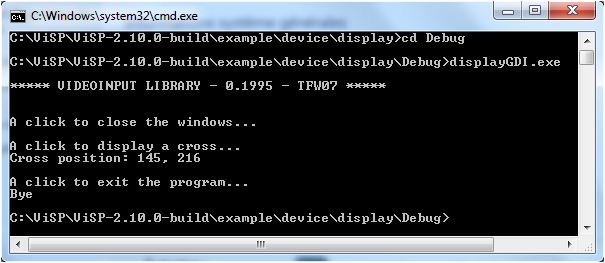 système générales
C:\Windows\system32\cmd.exe
C:\ViSP\ViSP-2.10.0-build\example\device\display>cd Debug
C:\ViSP\ViSP-2.10.0-build\example\device\display\Debug>displayGDI.exe
***** VIDEOINPUT LIBRARY - 0.1995 - TFW07 *****
A click to close the windows...
A click to display a cross...
Cross position: 145, 216
A click to exit the program...
Bye
C:\ViSP\ViSP-2.10.0-build\example\device\display\Debug>